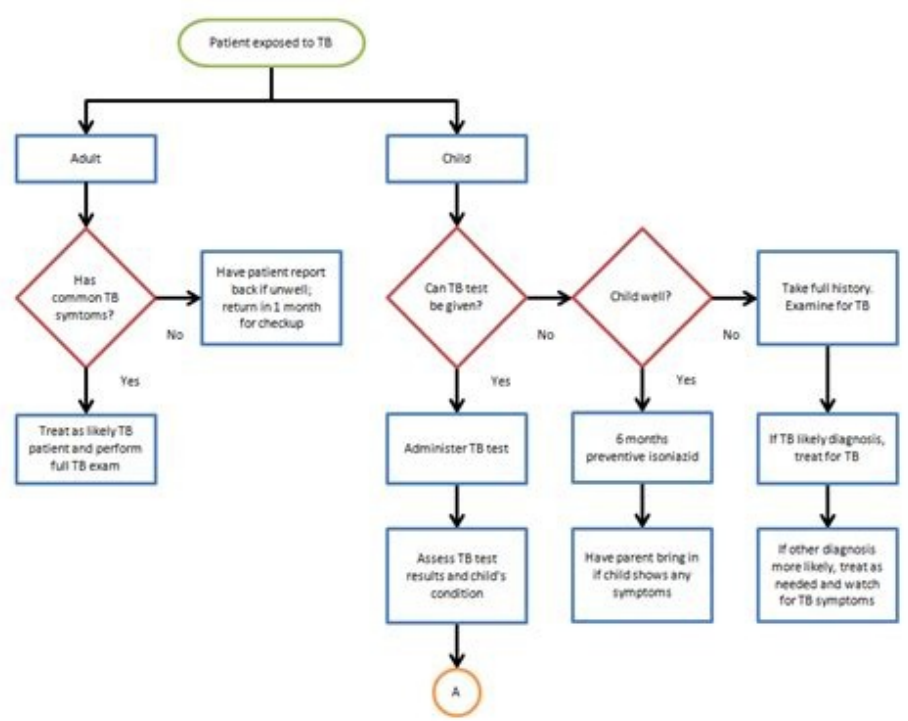 Patient exposed to TB
Adult
Child
Has
common TB
symtoms?
Have patient report
back if unwell;
return in 1 month
for checkup
No
Yes
Treat as likely TB
patient and perform
full TB exam
Can TB test
be given?
No
Yes
Administer TB test
Assess TB test
results and child's
condition
A
Child well?
No
Yes
6 months
preventive isoniazid
Have parent bring in
if child shows any
symptoms
Take full history.
Examine for TB
If TB likely diagnosis,
treat for TB
If other diagnosis
more likely, treat as
needed and watch
for TB symptoms